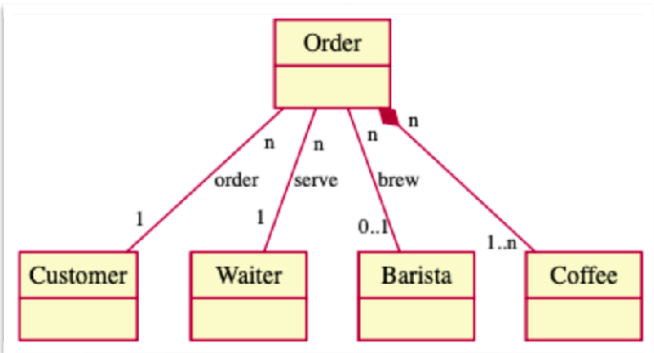 Order
n
n
n
n
order
serve
brew
1
1
0..1
1..n
Customer
Waiter
Barista
Coffee